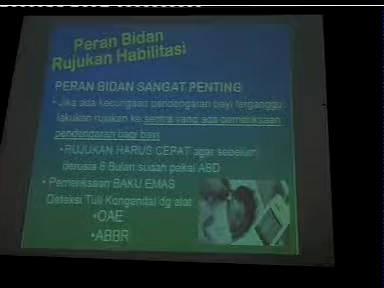 Peran Bidan
Rujukan Habilitasi
PERAN BIDAN SANGAT PENTING
• Jika ada kecurigaan pendengaran bayi terganggu
lakukan rujukan ke sentra yang ada pemeriksaan
pendengaran bagi bayi
• RUJUKAN HARUS CEPAT agar sebelum
berusia 6 Bulan sudah pakai ABD
• Pemeriksaan BAKU EMAS
Deteksi Tuli Kongenital dg alat
• OAE
• ABBR